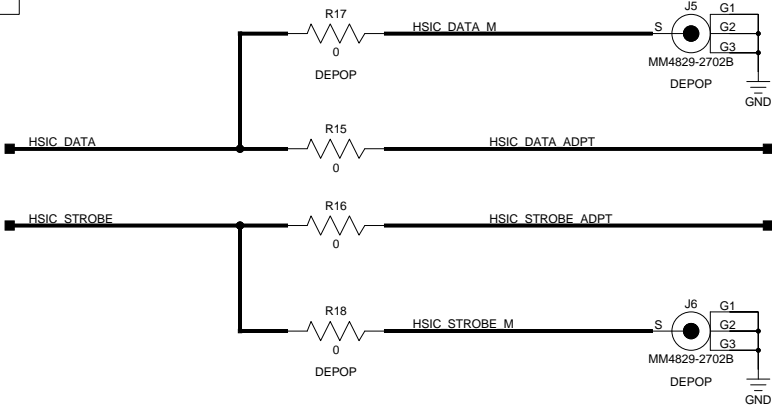 R17
HSIC_DATA_M
J5
G1
S
G2
G3
0
MM4829-2702B
DEPOP
DEPOP
GND
HSIC_DATA
R15
HSIC_DATA_ADPT
0
HSIC_STROBE
R16
HSIC_STROBE_ADPT
0
R18
HSIC_STROBE_M
J6
G1
S
G2
G3
0
MM4829-2702B
DEPOP
DEPOP
GND